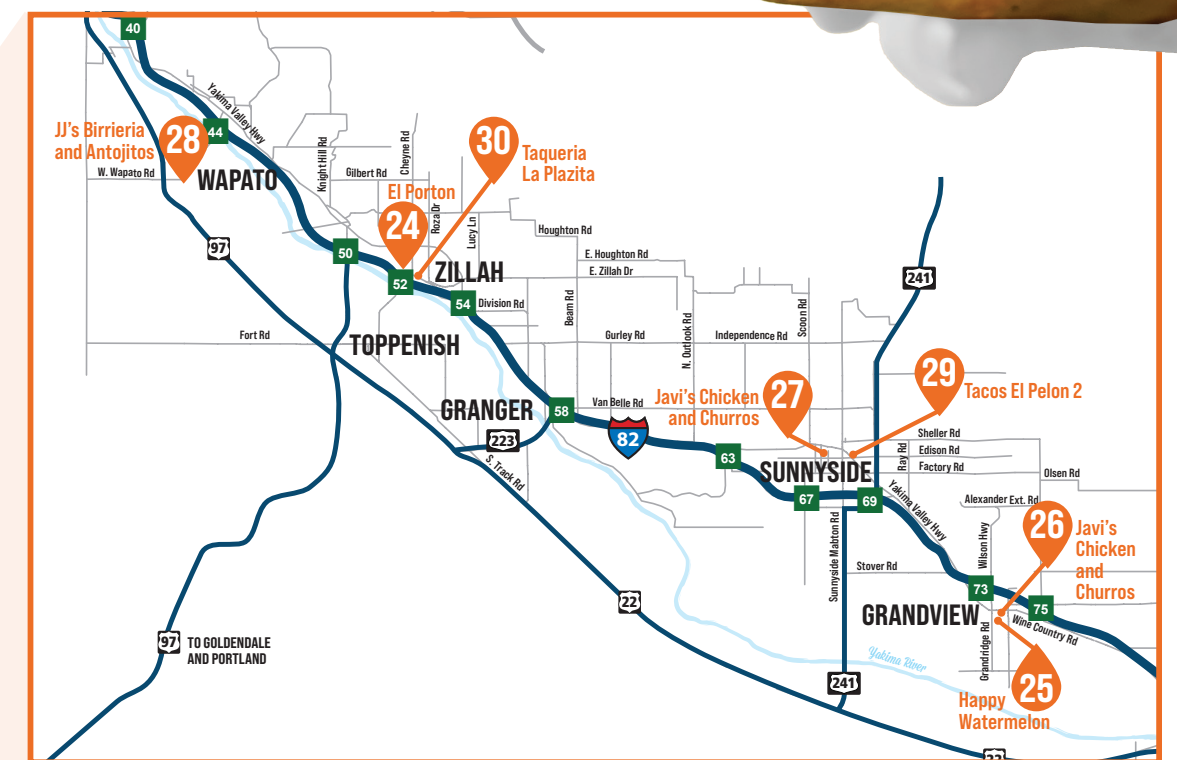 40
Yakima Valley Hwy
44
JJ's Birrieria
and Antojitos
28
W. Wapato Rd
WAPATO
Knight Hill Rd
Cheyne Rd
Gilbert Rd
30
Taqueria
La Plazita
El Porton
24
Roza Dr
Lucy Ln
Houghton Rd
97
50
E. Houghton Rd
E. Zillah Dr
52
ZILLAH
54
Division Rd
Beam Rd
241
Scoon Rd
N. Outlook Rd
Fort Rd
TOPPENISH
Gurley Rd
Independence Rd
29
Tacos El Pelon 2
27
Javi's Chicken
and Churros
GRANGER
58
Van Belle Rd
82
223
S. Track Rd
63
SUNNYSIDE
67
69
Sheller Rd
Ray Rd
Edison Rd
Factory Rd
Olsen Rd
Yakima Valley Hwy
Alexander Ext. Rd
26
Javi's
Chicken
and
Churros
Wilson Hwy
Sunnyside Mabton Rd
Stover Rd
73
75
22
GRANDVIEW
Wine Country Rd
Grandridge Rd
97
TO GOLDENDALE
AND PORTLAND
Yakima River
241
25
Happy
Watermelon
22